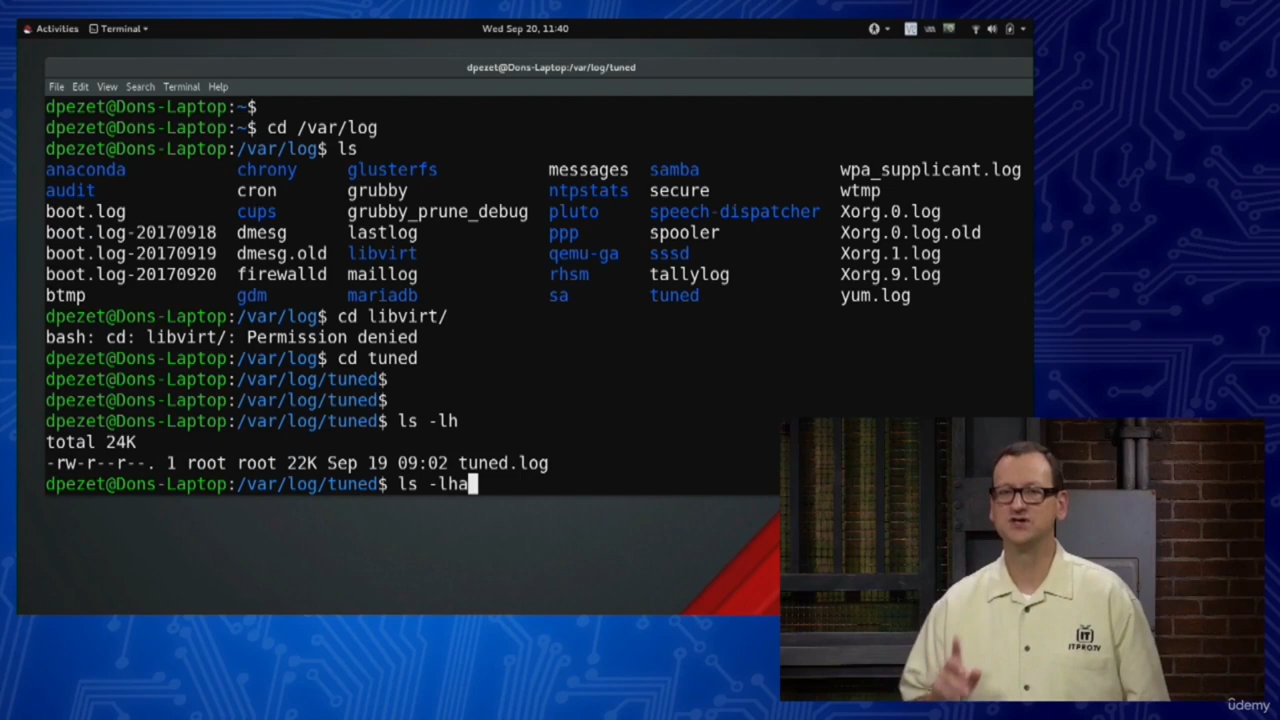 Activities Terminal Wed Sep 20, 11:40
dpezet@Dons-Laptop:/var/log/tuned
File Edit View Search Terminal Help
dpezet@Dons-Laptop:~$
dpezet@Dons-Laptop:~$ cd /var/log
dpezet@Dons-Laptop:/var/log$ ls
anaconda chrony glusterfs messages samba wpa_supplicant.log
audit cron grubby ntpstats secure wtmp
boot.log cups grubby_prune_debug pluto speech-dispatcher Xorg.0.log
boot.log-20170918 dmesg lastlog ppp spooler Xorg.0.log.old
boot.log-20170919 dmesg.old libvirt qemu-ga sssd Xorg.1.log
boot.log-20170920 firewalld maillog rhsm tallylog Xorg.9.log
btmp gdm mariadb sa tuned yum.log
dpezet@Dons-Laptop:/var/log$ cd libvirt/
bash: cd: libvirt/: Permission denied
dpezet@Dons-Laptop:/var/log$ cd tuned
dpezet@Dons-Laptop:/var/log/tuned$
dpezet@Dons-Laptop:/var/log/tuned$
dpezet@Dons-Laptop:/var/log/tuned$ ls -lh
total 24K
-rw-r--r--. 1 root root 22K Sep 19 09:02 tuned.log
dpezet@Dons-Laptop:/var/log/tuned$ ls -lha
IT
ITPRO.TV
udemy